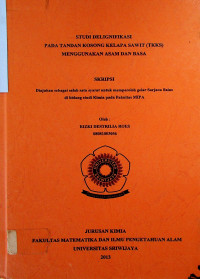 STUDI DELIGNIFIKASI
PADA TANDAN KOSONG KELAPA SAWIT (TKKS)
MENGGUNAKAN ASAM DAN BASA
SKRIPSI
Diajukan sebagai salah satu syarat untuk memperoleh gelar Sarjana Sains
di bidang studi Kimia pada Fakultas MIPA
Oleh :
JURUSAN KIMIA
FAKULTAS MATEMATIKA DAN ILMU PENGETAHUAN ALAM
UNIVERSITAS SRIWIJAYA
2013